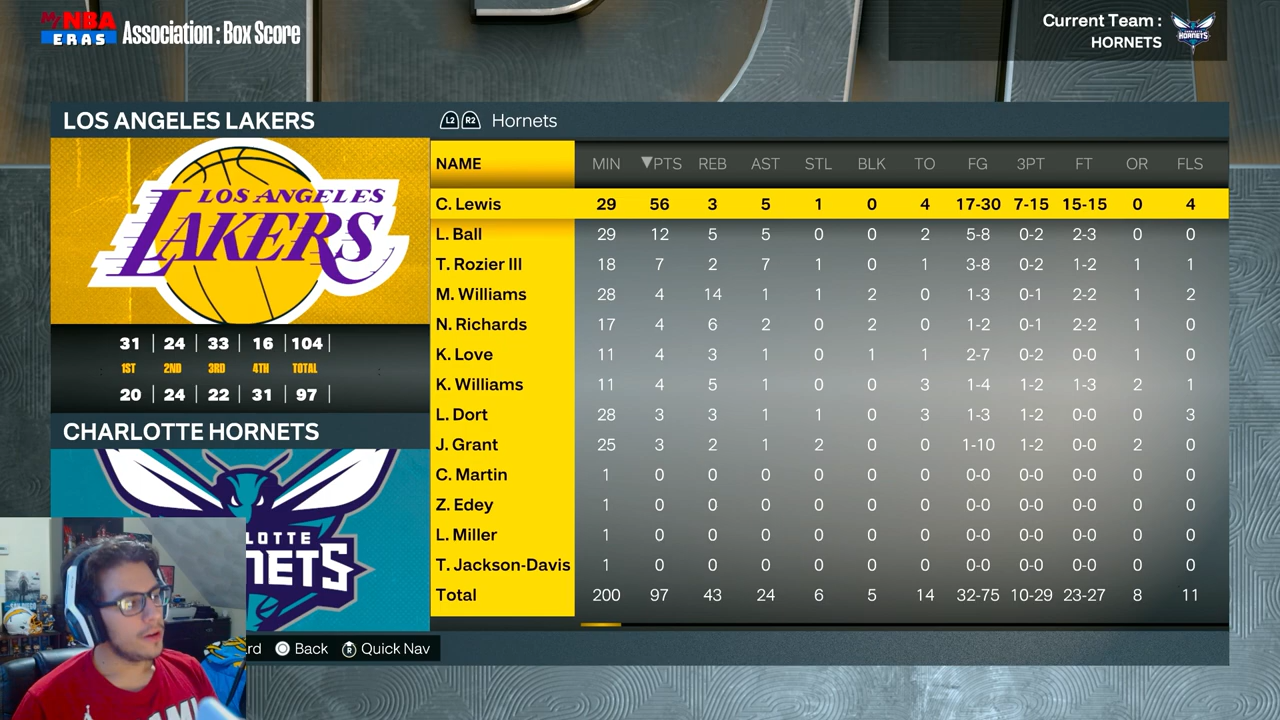 My NBA
ERAS
Association : Box Score
Current Team :
HORNETS
HORNETS
LOS ANGELES LAKERS
LOS ANGELES
LAKERS
31 | 24 | 33 | 16 | 104 |
1ST 2ND 3RD 4TH TOTAL
20 | 24 | 22 | 31 | 97 |
CHARLOTTE HORNETS
LOTTE
NETS
rd Back R Quick Nav
L2 R2 Hornets
NAME MIN ▼PTS REB AST STL BLK TO FG 3PT FT OR FLS
C. Lewis 29 56 3 5 1 0 4 17-30 7-15 15-15 0 4
L. Ball 29 12 5 5 0 0 2 5-8 0-2 2-3 0 0
T. Rozier III 18 7 2 7 1 0 1 3-8 0-2 1-2 1 1
M. Williams 28 4 14 1 1 2 0 1-3 0-1 2-2 1 2
N. Richards 17 4 6 2 0 2 0 1-2 0-1 2-2 1 0
K. Love 11 4 3 1 0 1 1 2-7 0-2 0-0 1 0
K. Williams 11 4 5 1 0 0 3 1-4 1-2 1-3 2 1
L. Dort 28 3 3 1 1 0 3 1-3 1-2 0-0 0 3
J. Grant 25 3 2 1 2 0 0 1-10 1-2 0-0 2 0
C. Martin 1 0 0 0 0 0 0 0-0 0-0 0-0 0 0
Z. Edey 1 0 0 0 0 0 0 0-0 0-0 0-0 0 0
L. Miller 1 0 0 0 0 0 0 0-0 0-0 0-0 0 0
T. Jackson-Davis 1 0 0 0 0 0 0 0-0 0-0 0-0 0 0
Total 200 97 43 24 6 5 14 32-75 10-29 23-27 8 11